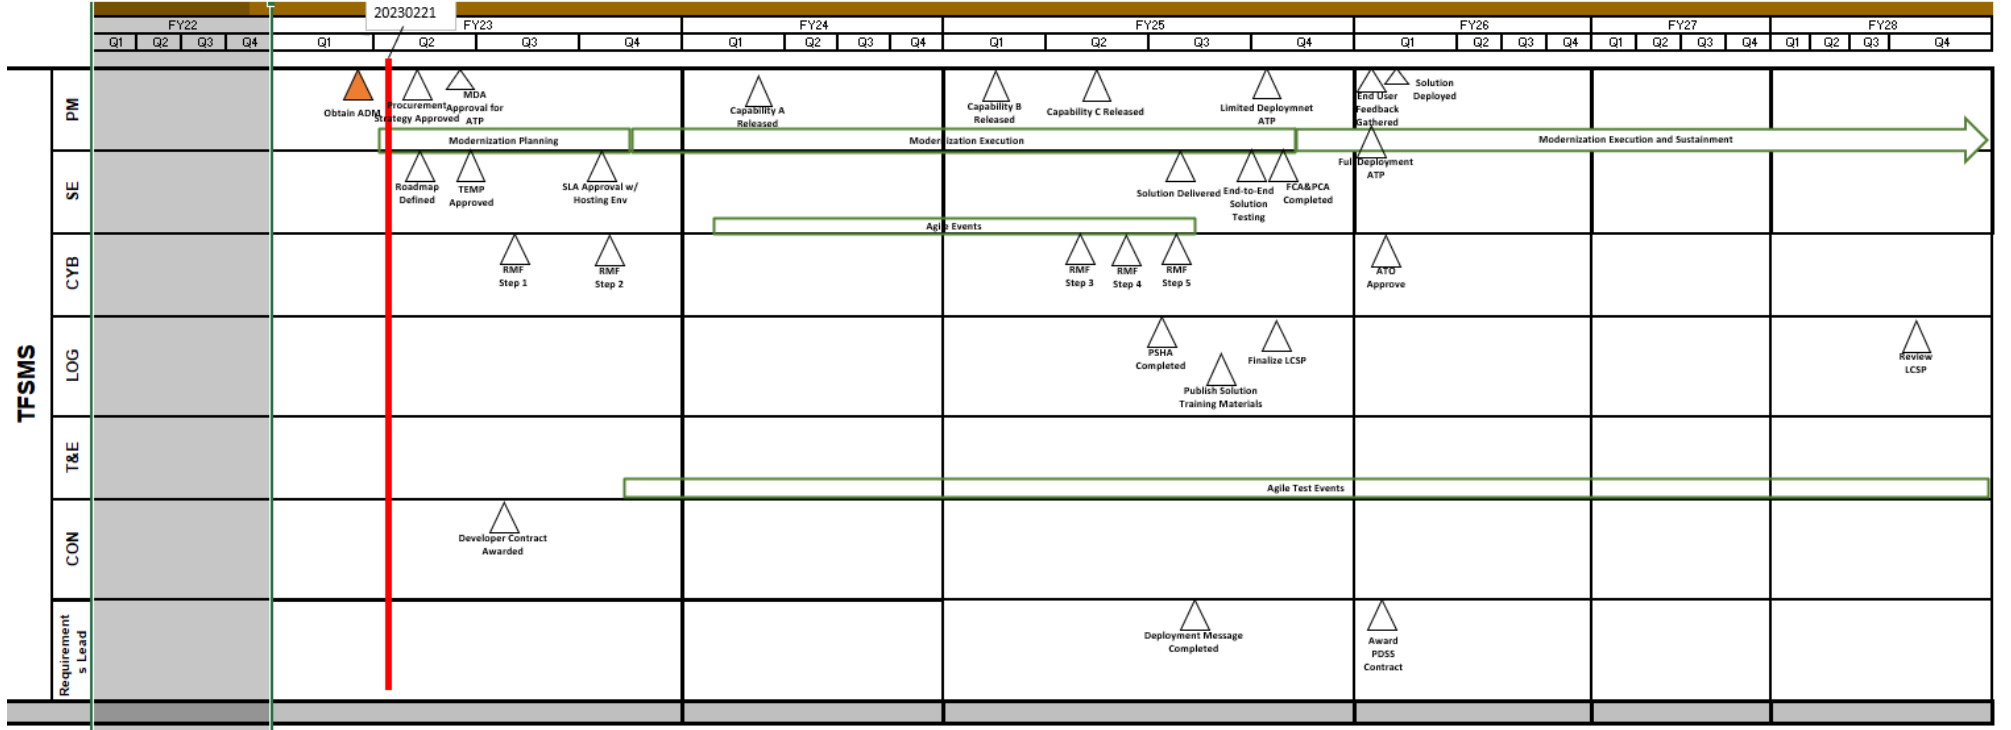 20230221
FY22 FY23 FY24 FY25 FY26 FY27 FY28
Q1 Q2 Q3 Q4 Q1 Q2 Q3 Q4 Q1 Q2 Q3 Q4 Q1 Q2 Q3 Q4 Q1 Q2 Q3 Q4 Q1 Q2 Q3 Q4 Q1 Q2 Q3 Q4
TFSMS
PM
Obtain ADM
Procurement
Strategy Approved
MDA
Approval for
ATP
Capability A
Released
Capability B
Released
Capability C Released
Limited Deploymnet
ATP
End User
Feedback
Gathered
Solution
Deployed
Modernization Planning
Modernization Execution
Modernization Execution and Sustainment
Full Deployment
ATP
SE
Roadmap
Defined
TEMP
Approved
SLA Approval w/
Hosting Env
Solution Delivered
End-to-End
Solution
Testing
FCA&PCA
Completed
Agile Events
CYB
RMF
Step 1
RMF
Step 2
RMF
Step 3
RMF
Step 4
RMF
Step 5
ATO
Approve
LOG
PSHA
Completed
Publish Solution
Training Materials
Finalize LCSP
Review
LCSP
T&E
Agile Test Events
CON
Developer Contract
Awarded
Requirement
s Lead
Deployment Message
Completed
Award
PDSS
Contract